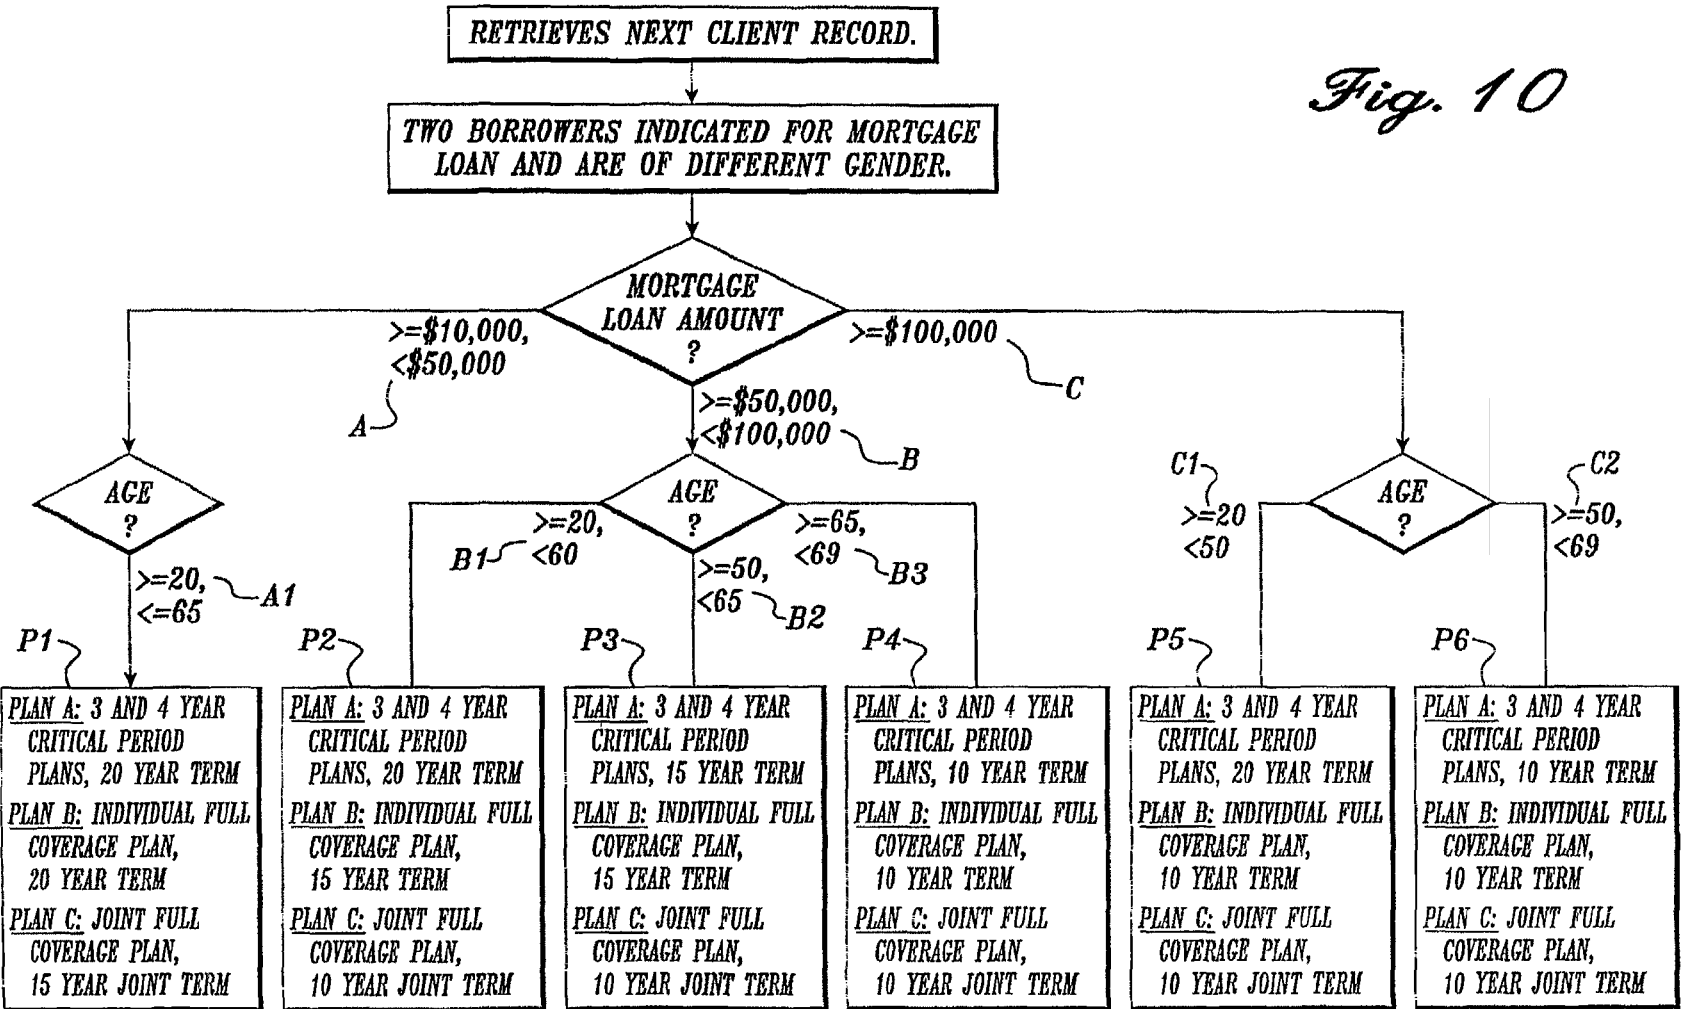 RETRIEVES NEXT CLIENT RECORD.
Fig. 10
TWO BORROWERS INDICATED FOR MORTGAGE
LOAN AND ARE OF DIFFERENT GENDER.
MORTGAGE
LOAN AMOUNT
?
>=$10,000,
<$50,000
A
>=$50,000,
<$100,000
B
>=$100,000
C
AGE
?
>=20,
<=65
A1
AGE
?
>=20,
<60
B1
>=50,
<65
B2
>=65,
<69
B3
AGE
?
C1
>=20
<50
C2
>=50,
<69
P1
PLAN A: 3 AND 4 YEAR
CRITICAL PERIOD
PLANS, 20 YEAR TERM
PLAN B: INDIVIDUAL FULL
COVERAGE PLAN,
20 YEAR TERM
PLAN C: JOINT FULL
COVERAGE PLAN,
15 YEAR JOINT TERM
P2
PLAN A: 3 AND 4 YEAR
CRITICAL PERIOD
PLANS, 20 YEAR TERM
PLAN B: INDIVIDUAL FULL
COVERAGE PLAN,
15 YEAR TERM
PLAN C: JOINT FULL
COVERAGE PLAN,
10 YEAR JOINT TERM
P3
PLAN A: 3 AND 4 YEAR
CRITICAL PERIOD
PLANS, 15 YEAR TERM
PLAN B: INDIVIDUAL FULL
COVERAGE PLAN,
15 YEAR TERM
PLAN C: JOINT FULL
COVERAGE PLAN,
10 YEAR JOINT TERM
P4
PLAN A: 3 AND 4 YEAR
CRITICAL PERIOD
PLANS, 10 YEAR TERM
PLAN B: INDIVIDUAL FULL
COVERAGE PLAN,
10 YEAR TERM
PLAN C: JOINT FULL
COVERAGE PLAN,
10 YEAR JOINT TERM
P5
PLAN A: 3 AND 4 YEAR
CRITICAL PERIOD
PLANS, 20 YEAR TERM
PLAN B: INDIVIDUAL FULL
COVERAGE PLAN,
10 YEAR TERM
PLAN C: JOINT FULL
COVERAGE PLAN,
10 YEAR JOINT TERM
P6
PLAN A: 3 AND 4 YEAR
CRITICAL PERIOD
PLANS, 10 YEAR TERM
PLAN B: INDIVIDUAL FULL
COVERAGE PLAN,
10 YEAR TERM
PLAN C: JOINT FULL
COVERAGE PLAN,
10 YEAR JOINT TERM